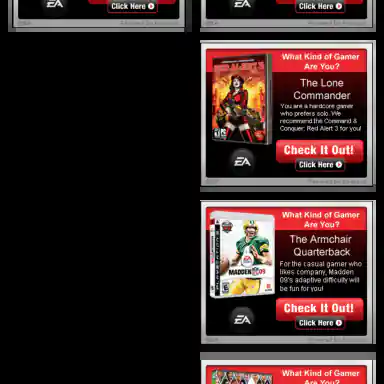 EA
Click Here
EA
Click Here
What Kind of Gamer
Are You?
RED ALERT 3
The Lone
Commander
You are a hardcore gamer
who prefers solo. We
recommend the Command &
Conquer: Red Alert 3 for you!
Check It Out!
EA
Click Here
What Kind of Gamer
Are You?
MADDEN 09
The Armchair
Quarterback
For the casual gamer who
likes company, Madden
09's adaptive difficulty will
be fun for you!
Check It Out!
EA
Click Here
What Kind of Gamer
Are You?